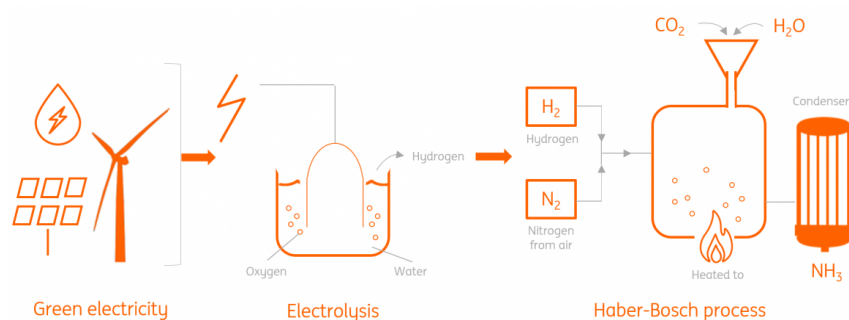 CO₂
H₂O
H₂
Hydrogen
N₂
Nitrogen
from air
Condenser
Hydrogen
Oxygen
Water
Heated to
NH₃
Green electricity
Electrolysis
Haber-Bosch process